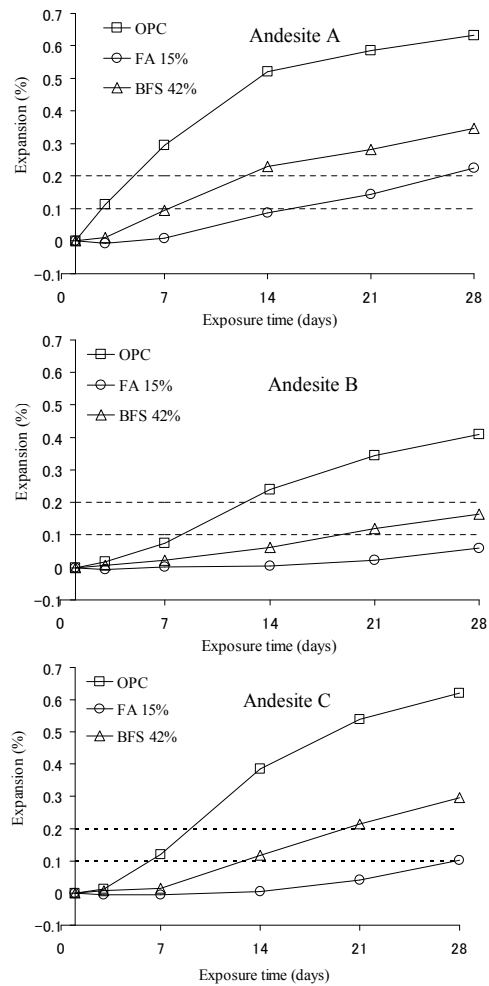 0.7
OPC
Andesite A
0.6
FA 15%
0.5
BFS 42%
0.4
0.3
0.2
0.1
0
−0.1
0 7 14 21 28
Expansion (%)
Exposure time (days)
0.7
OPC
0.6
FA 15%
Andesite B
0.5
BFS 42%
0.4
0.3
0.2
0.1
0
−0.1
0 7 14 21 28
Expansion (%)
Exposure time (days)
0.7
OPC
0.6
FA 15%
Andesite C
0.5
BFS 42%
0.4
0.3
0.2
0.1
0
−0.1
0 7 14 21 28
Expansion (%)
Exposure time (days)